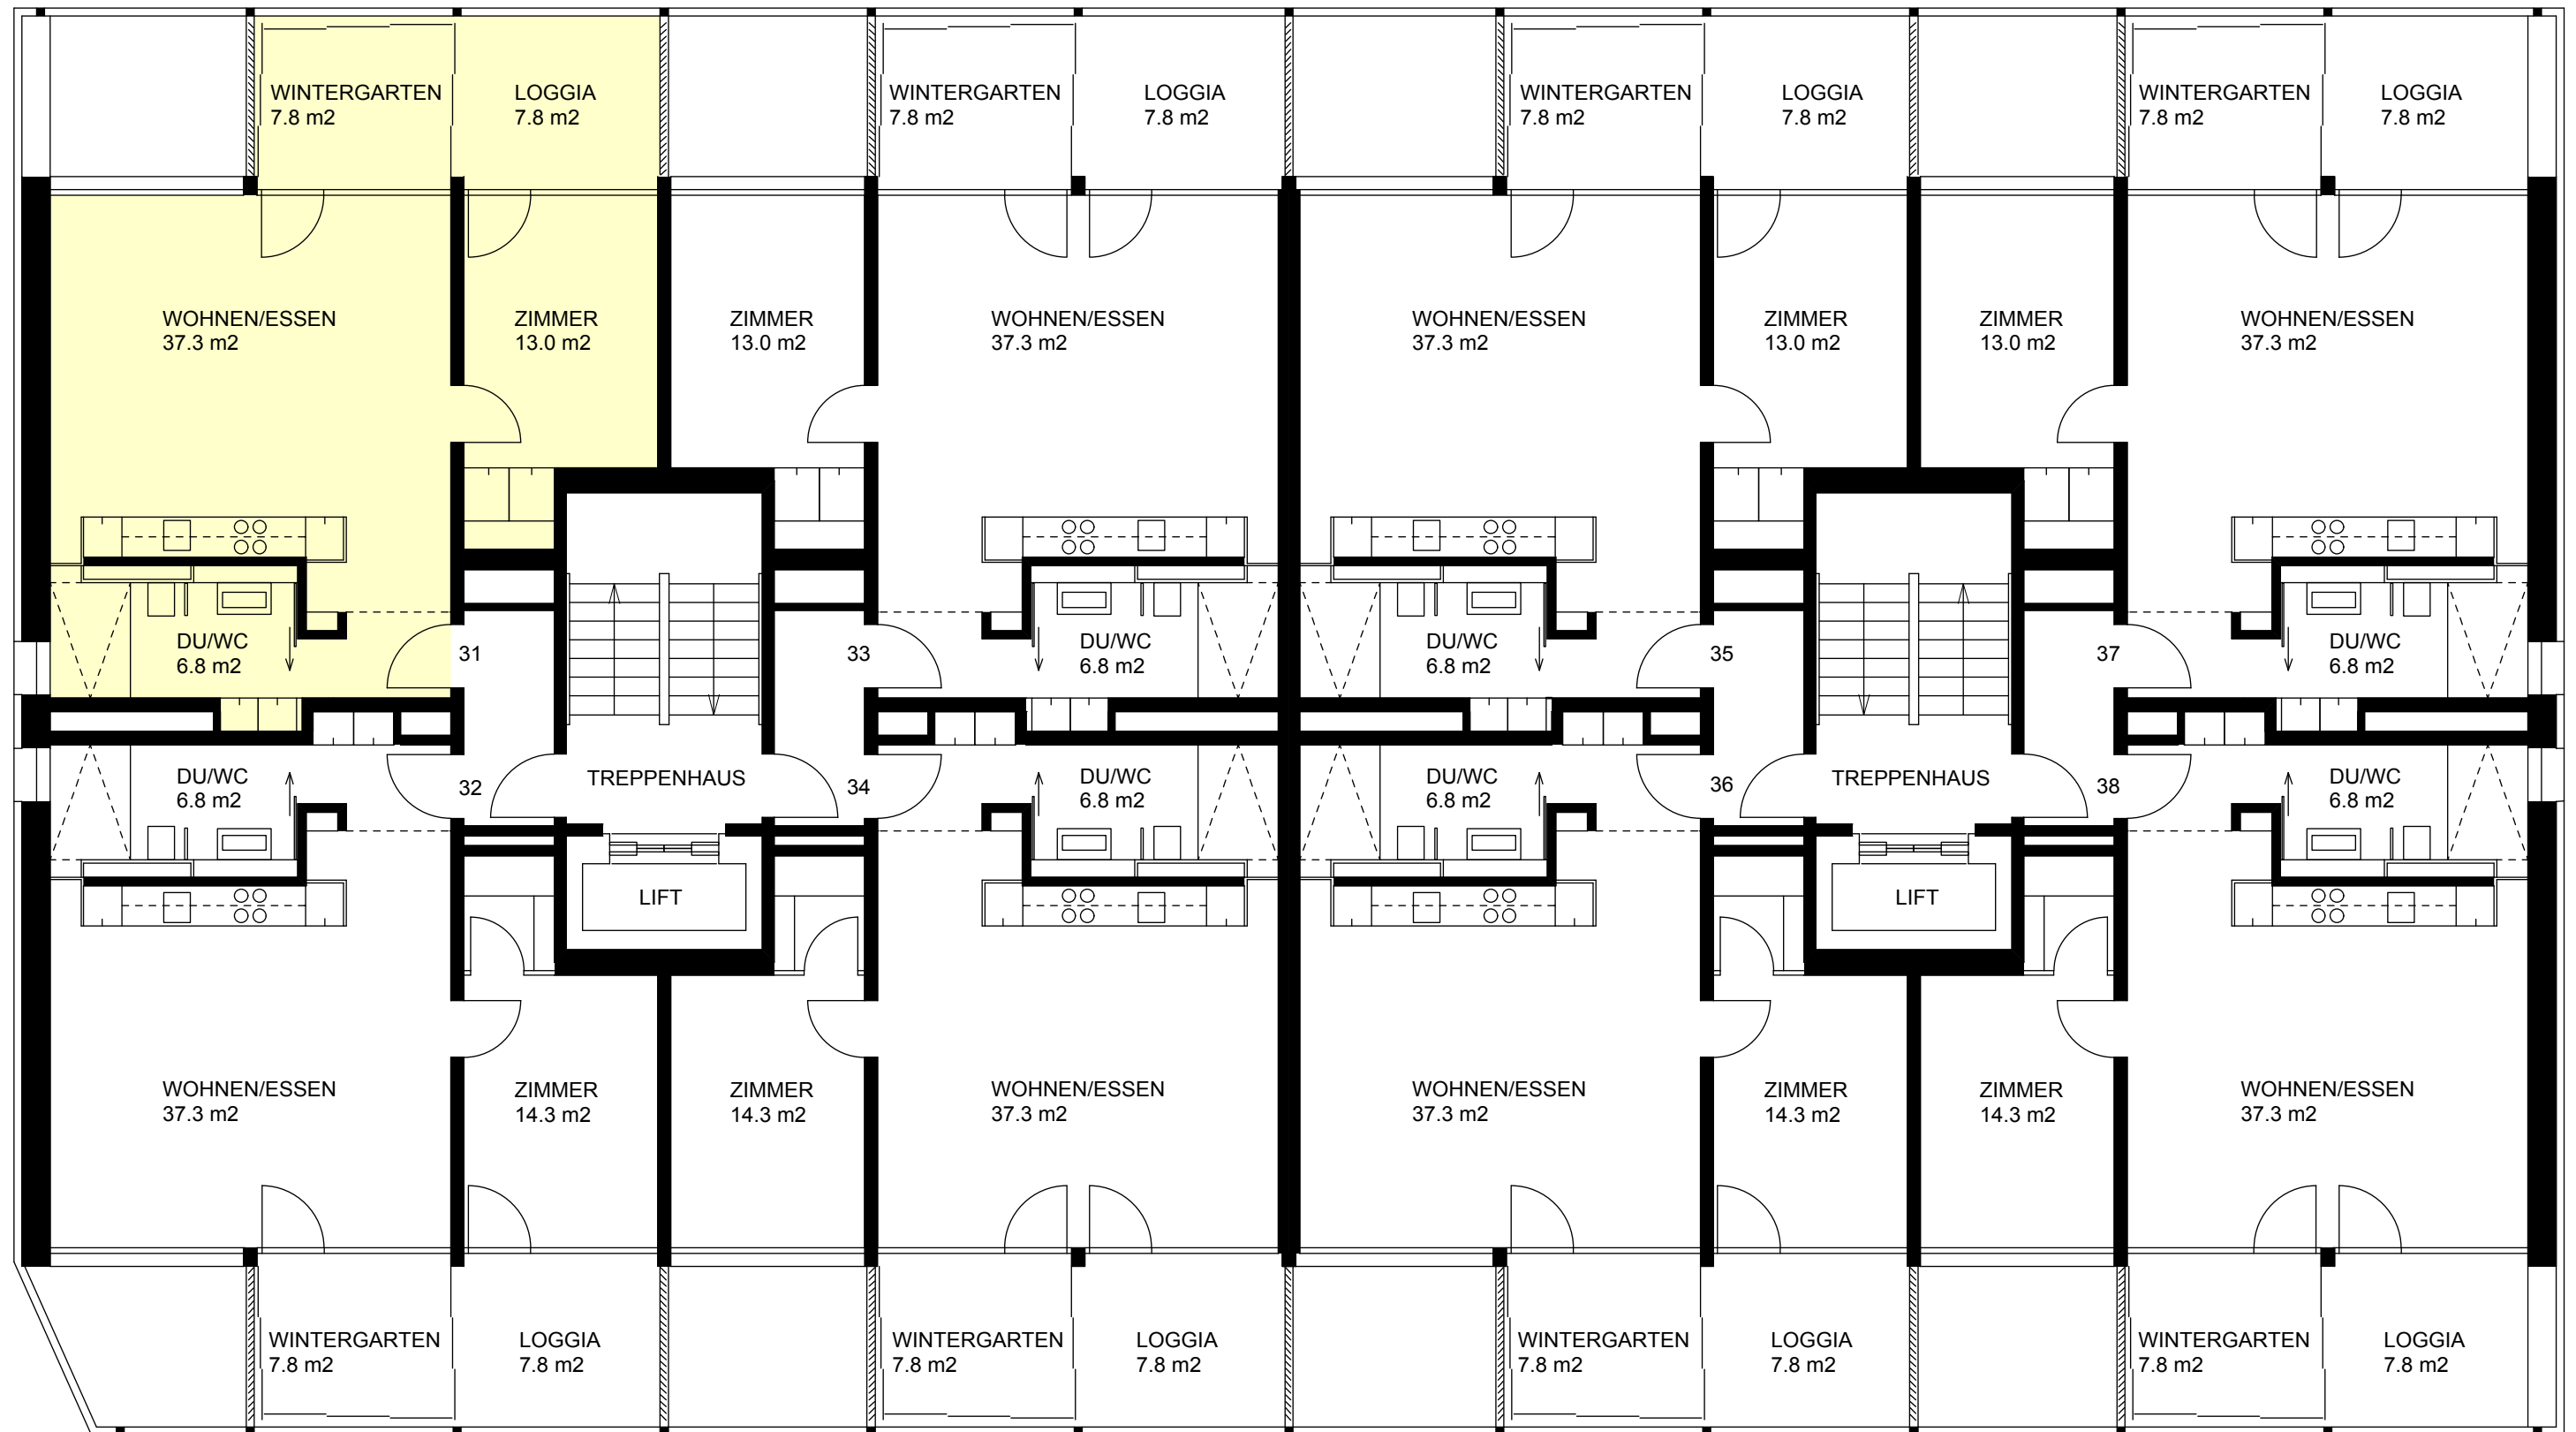 WINTERGARTEN
7.8 m2
LOGGIA
7.8 m2
WINTERGARTEN
7.8 m2
LOGGIA
7.8 m2
WINTERGARTEN
7.8 m2
LOGGIA
7.8 m2
WINTERGARTEN
7.8 m2
LOGGIA
7.8 m2
WOHNEN/ESSEN
37.3 m2
ZIMMER
13.0 m2
ZIMMER
13.0 m2
WOHNEN/ESSEN
37.3 m2
WOHNEN/ESSEN
37.3 m2
ZIMMER
13.0 m2
ZIMMER
13.0 m2
WOHNEN/ESSEN
37.3 m2
DU/WC
6.8 m2
31
33
DU/WC
6.8 m2
DU/WC
6.8 m2
35
37
DU/WC
6.8 m2
DU/WC
6.8 m2
32
TREPPENHAUS
34
DU/WC
6.8 m2
DU/WC
6.8 m2
36
TREPPENHAUS
38
DU/WC
6.8 m2
LIFT
LIFT
WOHNEN/ESSEN
37.3 m2
ZIMMER
14.3 m2
ZIMMER
14.3 m2
WOHNEN/ESSEN
37.3 m2
WOHNEN/ESSEN
37.3 m2
ZIMMER
14.3 m2
ZIMMER
14.3 m2
WOHNEN/ESSEN
37.3 m2
WINTERGARTEN
7.8 m2
LOGGIA
7.8 m2
WINTERGARTEN
7.8 m2
LOGGIA
7.8 m2
WINTERGARTEN
7.8 m2
LOGGIA
7.8 m2
WINTERGARTEN
7.8 m2
LOGGIA
7.8 m2